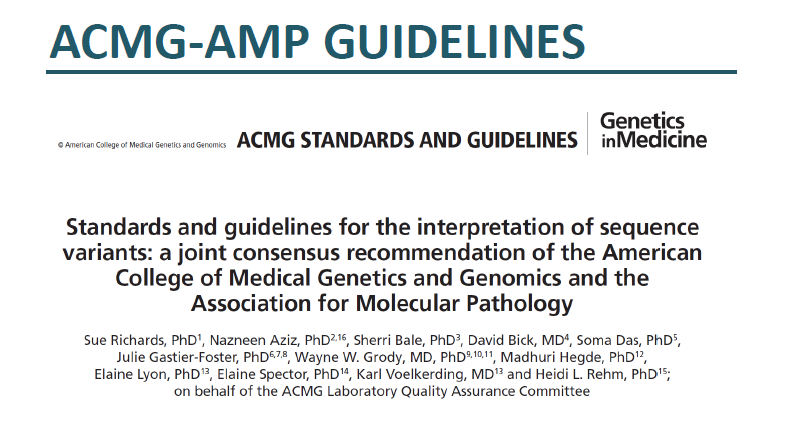 ACMG-AMP GUIDELINES
© American College of Medical Genetics and Genomics ACMG STANDARDS AND GUIDELINES
Genetics
inMedicine
Standards and guidelines for the interpretation of sequence
variants: a joint consensus recommendation of the American
College of Medical Genetics and Genomics and the
Association for Molecular Pathology
Sue Richards, PhD¹, Nazneen Aziz, PhD²,¹⁶, Sherri Bale, PhD³, David Bick, MD⁴, Soma Das, PhD⁵,
Julie Gastier-Foster, PhD⁶,⁷,⁸, Wayne W. Grody, MD, PhD⁹,¹⁰,¹¹, Madhuri Hegde, PhD¹²,
Elaine Lyon, PhD¹³, Elaine Spector, PhD¹⁴, Karl Voelkerding, MD¹³ and Heidi L. Rehm, PhD¹⁵;
on behalf of the ACMG Laboratory Quality Assurance Committee